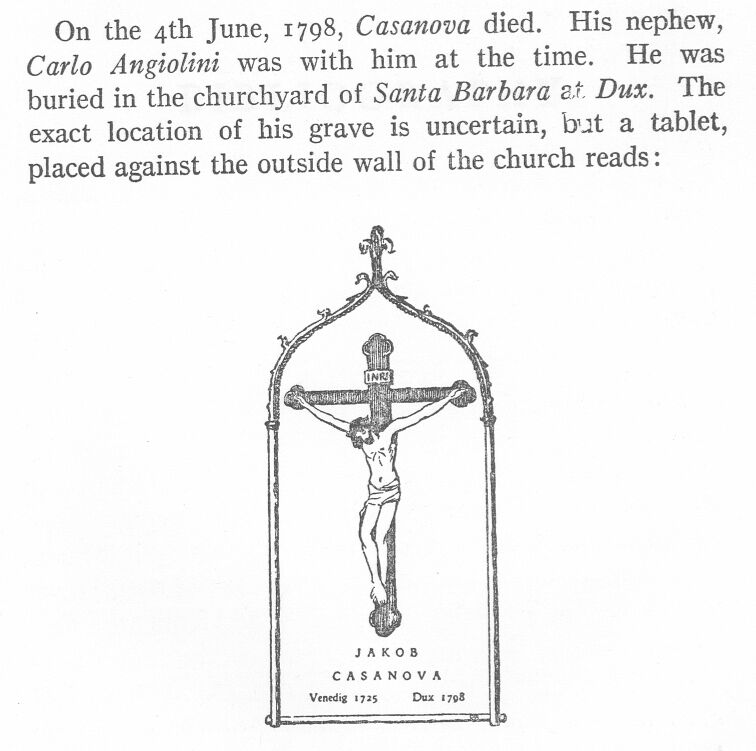 On the 4th June, 1798, Casanova died. His nephew,
Carlo Angiolini was with him at the time. He was
buried in the churchyard of Santa Barbara at Dux. The
exact location of his grave is uncertain, but a tablet,
placed against the outside wall of the church reads:
INRI
JAKOB
CASANOVA
Venedig 1725 Dux 1798